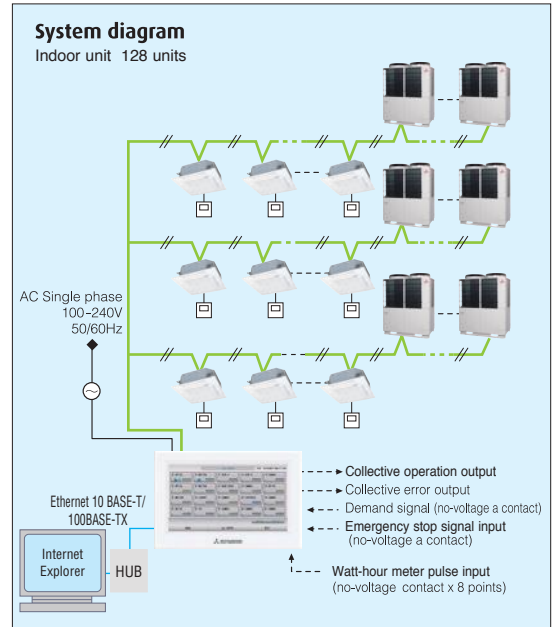 System diagram
Indoor unit 128 units
AC Single phase
100-240V
50/60Hz
Collective operation output
Collective error output
Demand signal (no-voltage a contact)
Emergency stop signal input
(no-voltage a contact)
Watt-hour meter pulse input
(no-voltage contact x 8 points)
Ethernet 10 BASE-T/
100BASE-TX
Internet
Explorer
HUB